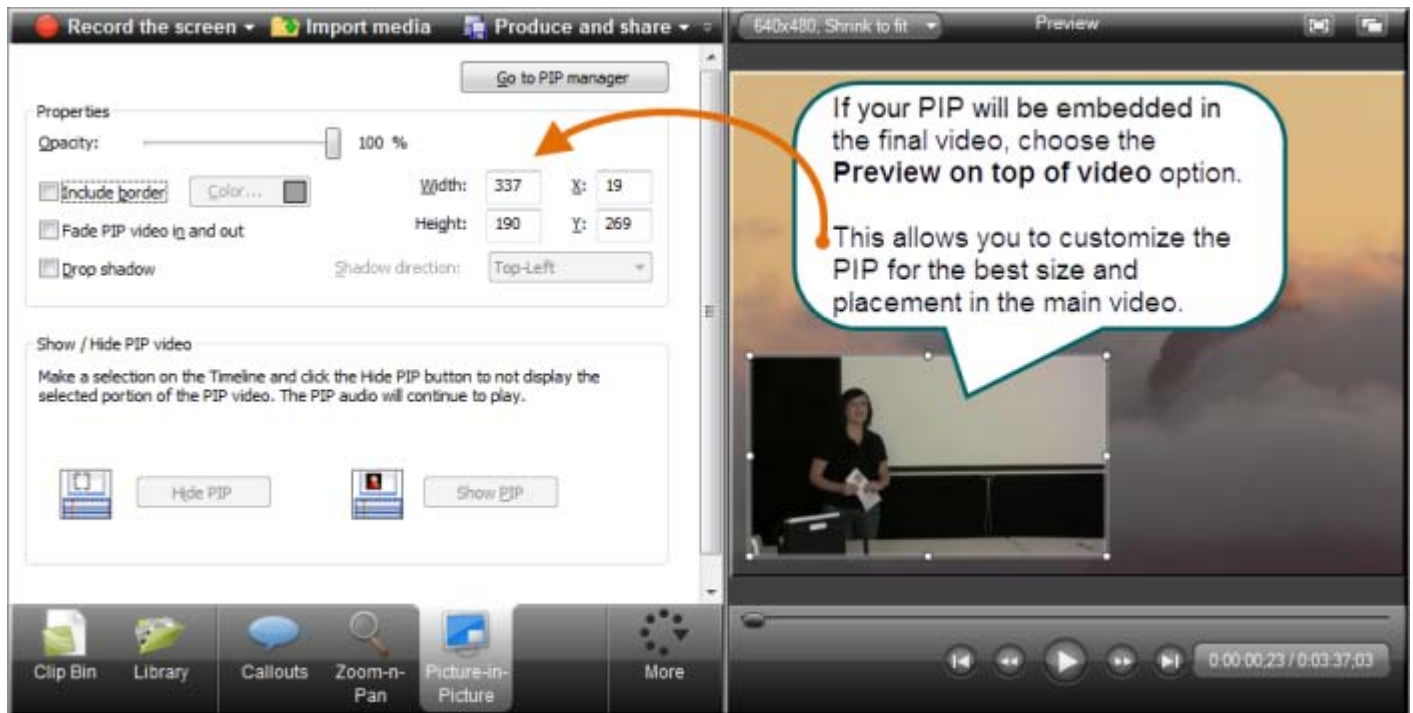 Record the screen Import media Produce and share
Go to PIP manager
Properties
Opacity: 100 %
Include border Color... Width: 337 X: 19
Fade PIP video in and out Height: 190 Y: 269
Drop shadow Shadow direction: Top-Left
Show / Hide PIP video
Make a selection on the Timeline and click the Hide PIP button to not display the
selected portion of the PIP video. The PIP audio will continue to play.
Hide PIP Show PIP
Clip Bin Library Callouts Zoom-n-
Pan Picture-in-
Picture More
640x480, Shrink to fit Preview
If your PIP will be embedded in
the final video, choose the
Preview on top of video option.
This allows you to customize the
PIP for the best size and
placement in the main video.
0:00:00;23 / 0:03:37;03